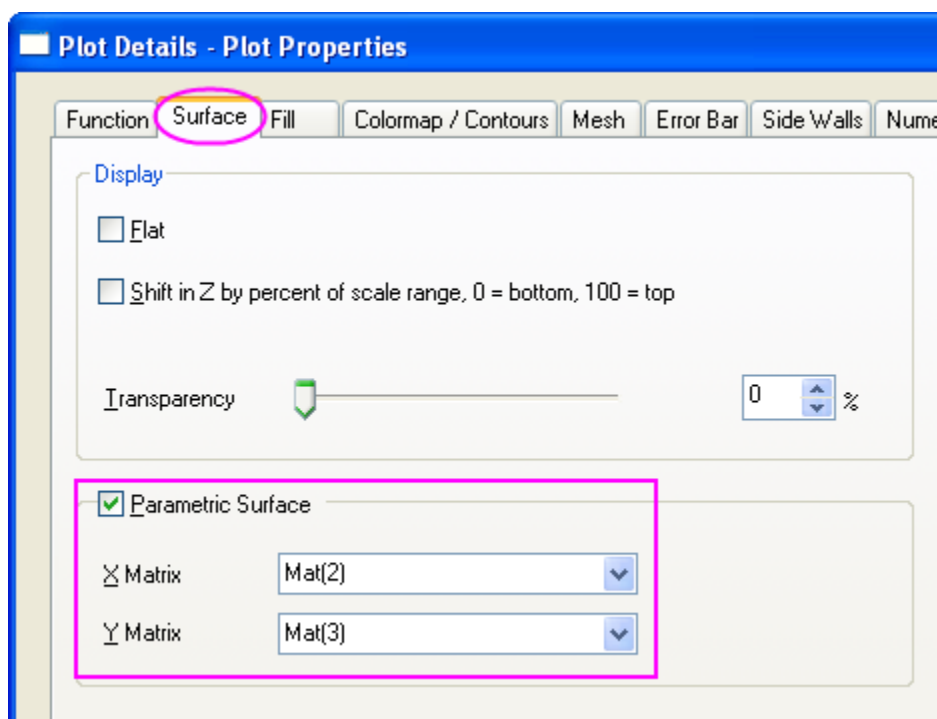 Plot Details - Plot Properties
Function Surface Fill Colormap / Contours Mesh Error Bar Side Walls Nume
Display
Flat
Shift in Z by percent of scale range, 0 = bottom, 100 = top
Transparency 0 %
Parametric Surface
X Matrix Mat(2)
Y Matrix Mat(3)